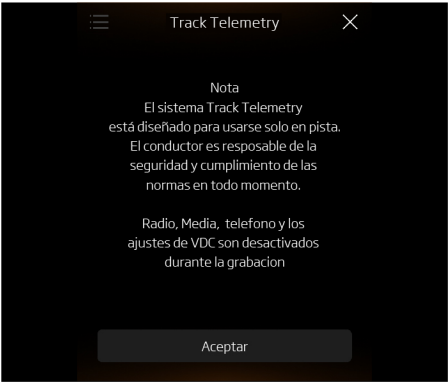 Track Telemetry
Nota
El sistema Track Telemetry
está diseñado para usarse solo en pista.
El conductor es resposable de la
seguridad y cumplímiento de las
normas en todo momento.
Radio, Media, telefono y los
ajustes de VDC son desactivados
durante la grabacion
Aceptar